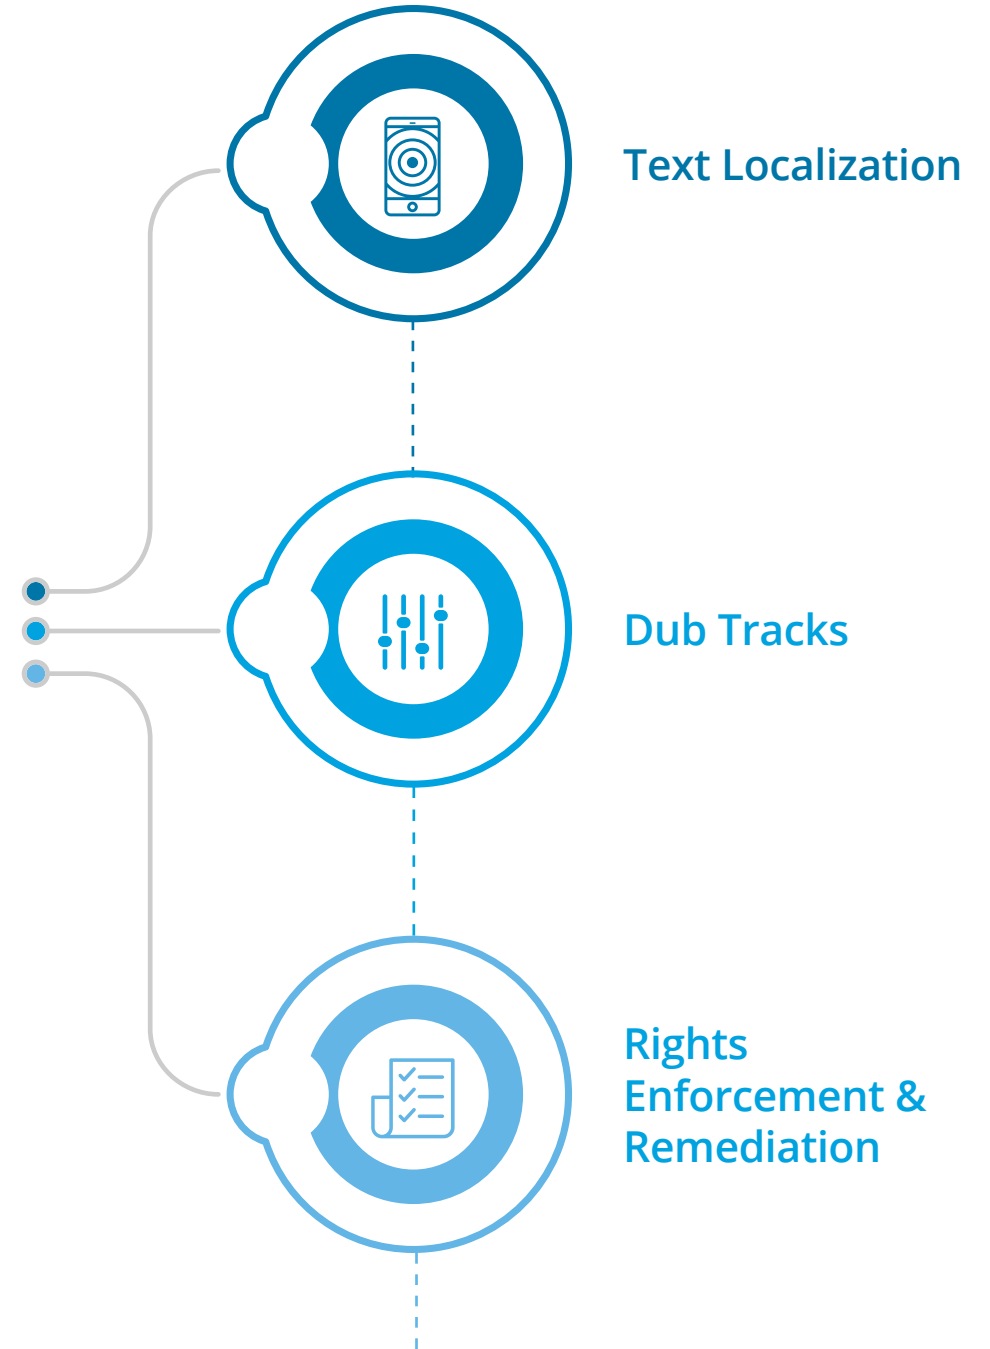 Text Localization
Dub Tracks
Rights
Enforcement &
Remediation